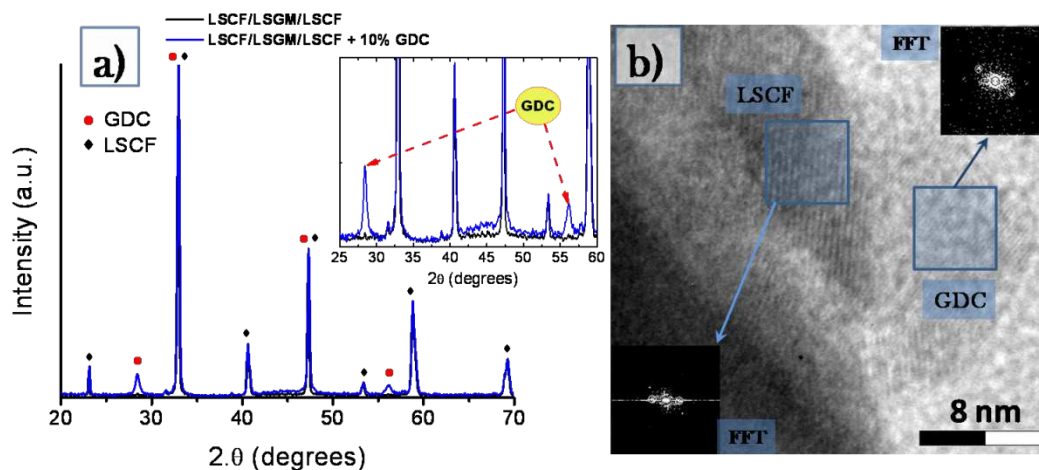 a)
LSCF/LSGM/LSCF
LSCF/LSGM/LSCF + 10% GDC
GDC
LSCF
GDC
25 30 35 40 45 50 55 60
2θ (degrees)
Intensity (a.u.)
20 30 40 50 60 70
2.θ (degrees)
b)
FFT
LSCF
GDC
FFT
8 nm